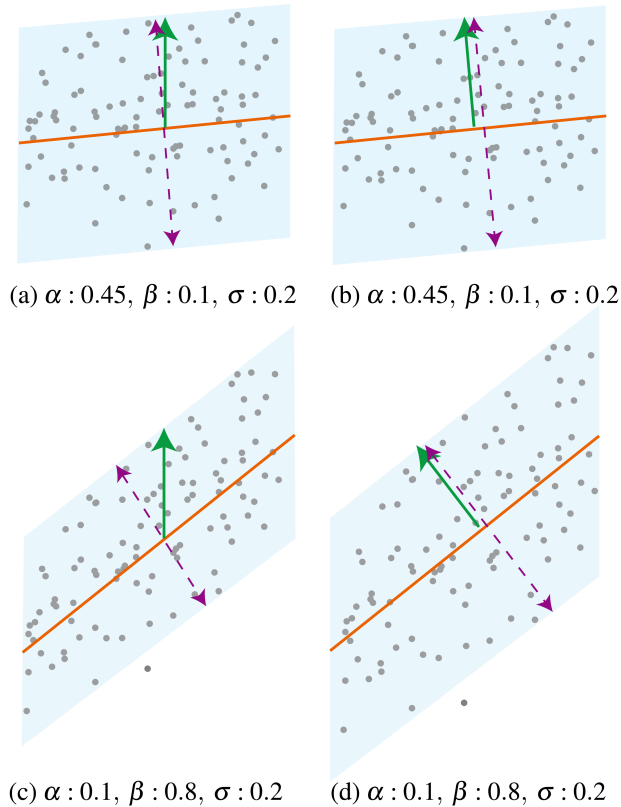 (a) α : 0.45, β : 0.1, σ : 0.2
(b) α : 0.45, β : 0.1, σ : 0.2
(c) α : 0.1, β : 0.8, σ : 0.2
(d) α : 0.1, β : 0.8, σ : 0.2